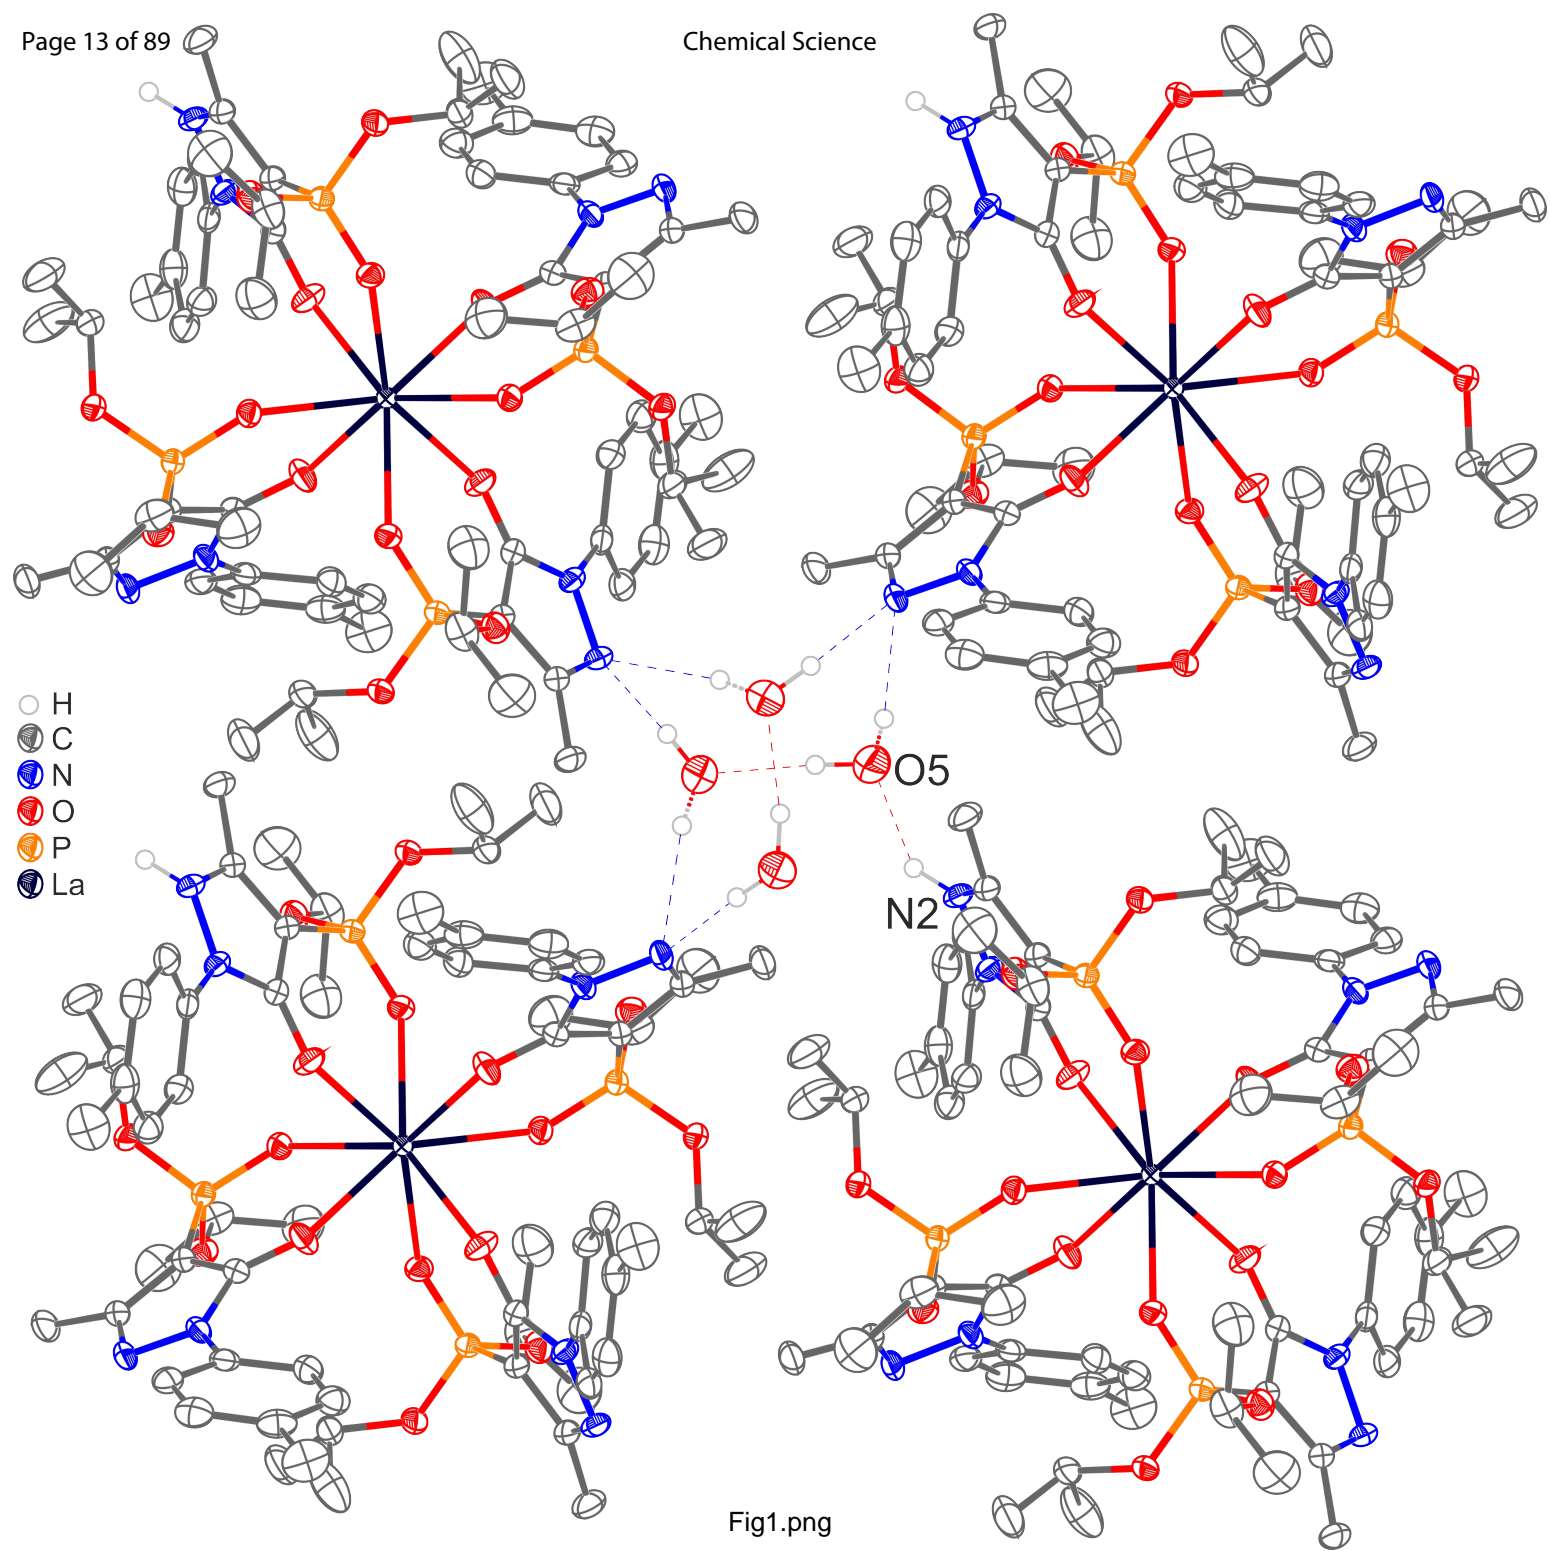 Page 13 of 89
Chemical Science
H
C
N
O
P
La
O5
N2
Fig1.png